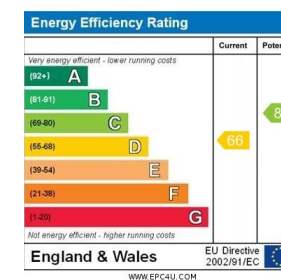 Energy Efficiency Rating
Current
Very energy efficient - lower running costs
(92+) A
(81-91) B
(69-80) C
(55-68) D
66
(39-54) E
(21-38) F
(1-20) G
Not energy efficient - higher running costs
England & Wales
EU Directive
2002/91/EC
WWW.EPC4U.COM